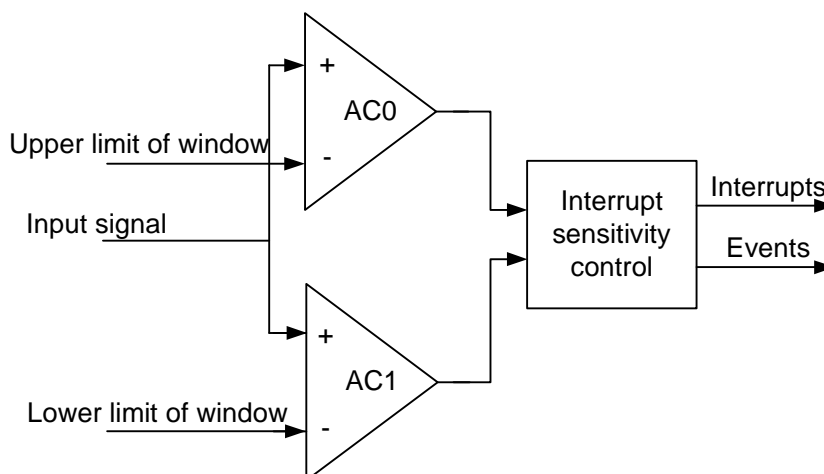 +
AC0
Upper limit of window
-
Interrupts
Input signal
Interrupt
sensitivity
control
Events
+
AC1
Lower limit of window
-